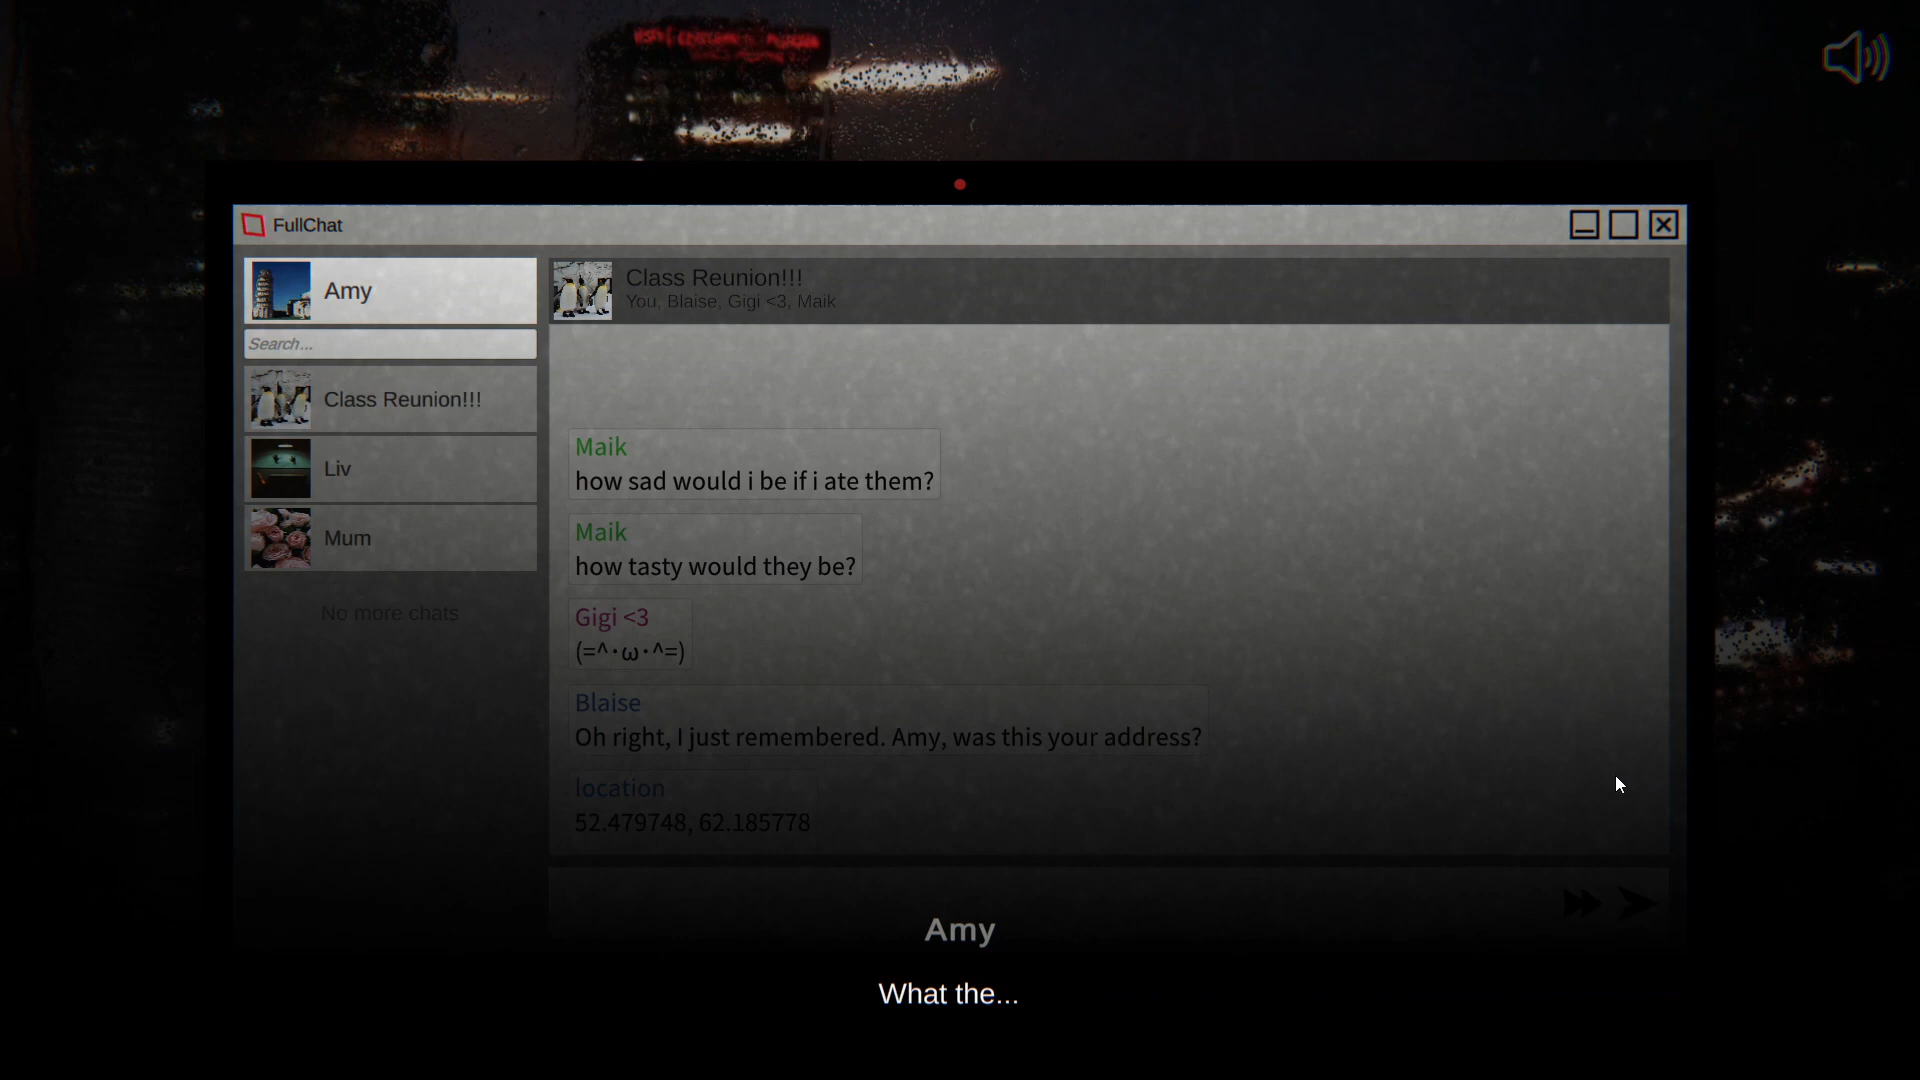 FullChat
Amy
Search...
Class Reunion!!!
Liv
Mum
No more chats
Class Reunion!!!
You, Blaise, Gigi <3, Maik
Maik
how sad would i be if i ate them?
Maik
how tasty would they be?
Gigi <3
(=^･ω･^=)
Blaise
Oh right, I just remembered. Amy, was this your address?
location
52.479748, 62.185778
Amy
What the...